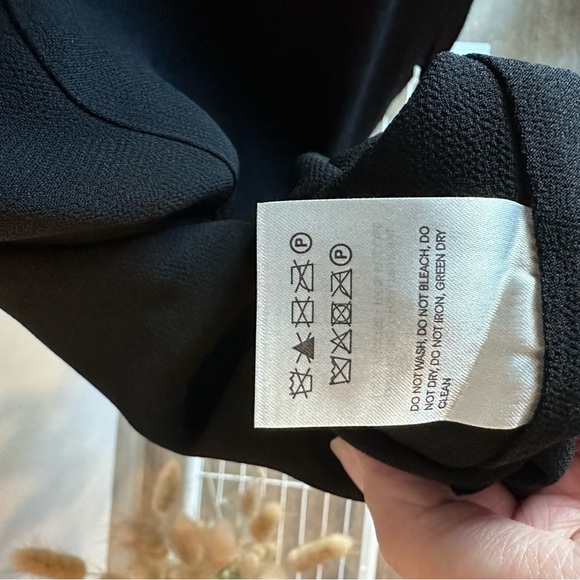 P
P
DO NOT WASH, DO NOT BLEACH, DO
NOT DRY, DO NOT IRON, GREEN DRY
CLEAN